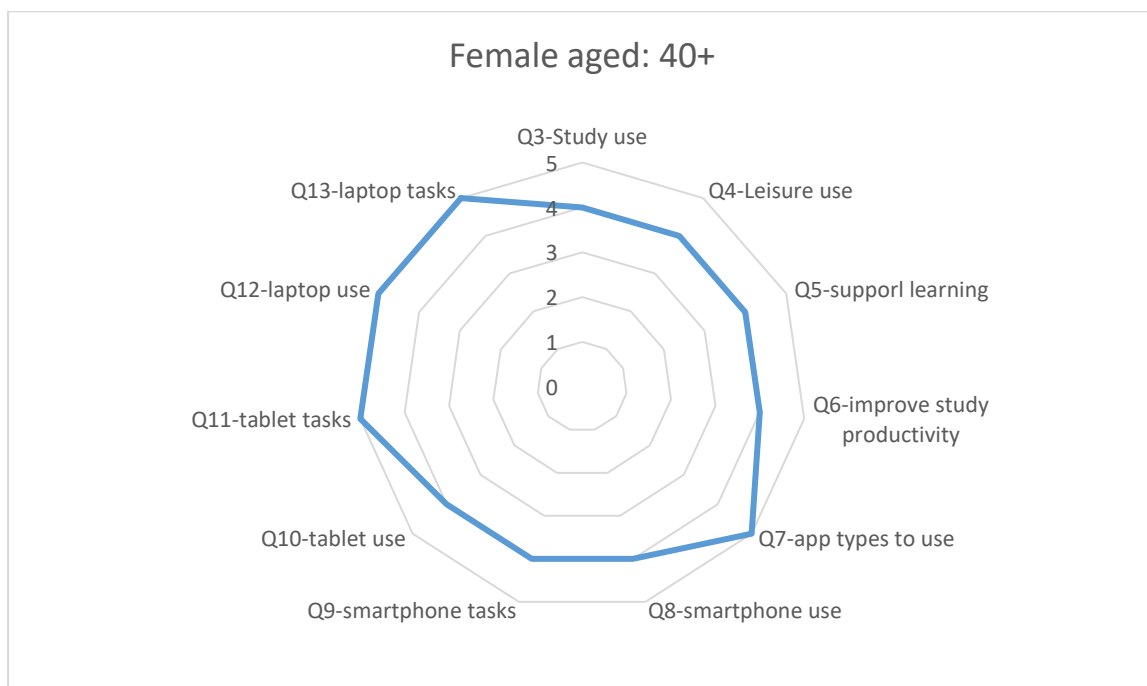 Female aged: 40+
Q3-Study use
5
Q13-laptop tasks
Q4-Leisure use
4
3
Q12-laptop use
Q5-supporl learning
2
1
0
Q11-tablet tasks
Q6-improve study
productivity
Q10-tablet use
Q7-app types to use
Q9-smartphone tasks
Q8-smartphone use